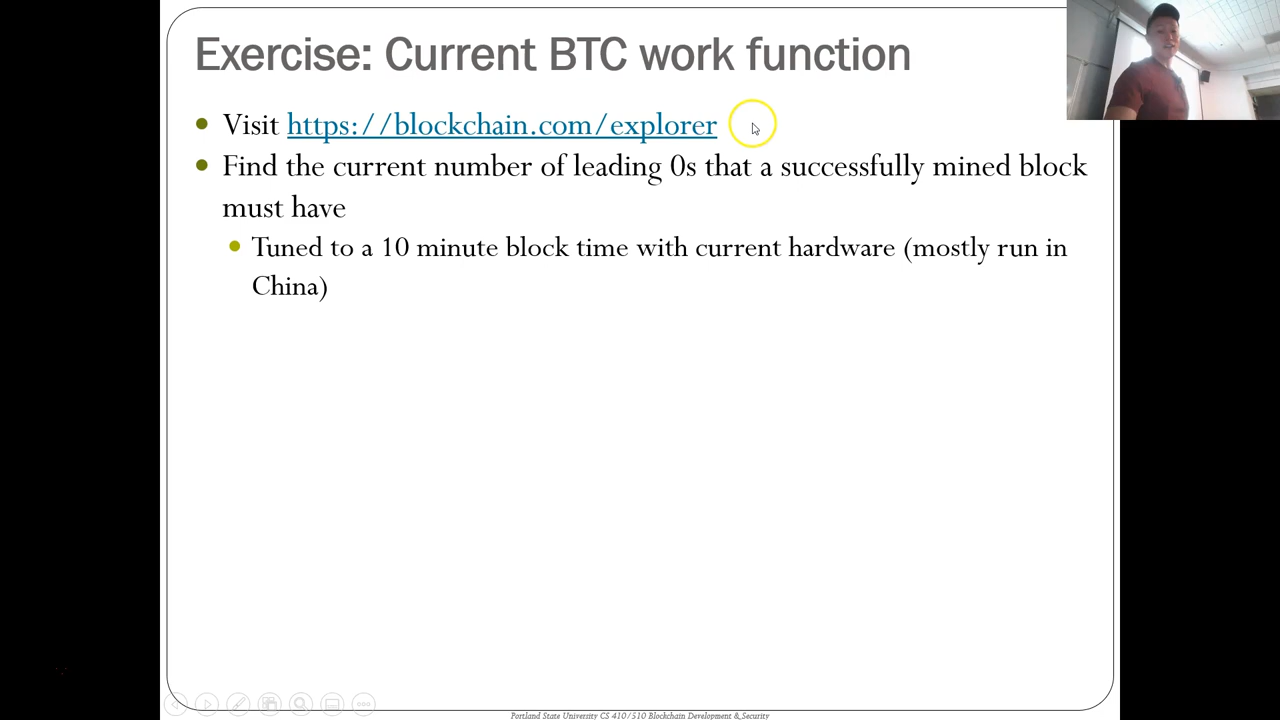 Exercise: Current BTC work function
Visit https://blockchain.com/explorer
Find the current number of leading 0s that a successfully mined block
must have
Tuned to a 10 minute block time with current hardware (mostly run in
China)
Portland State University CS 410/510 Blockchain Development & Security